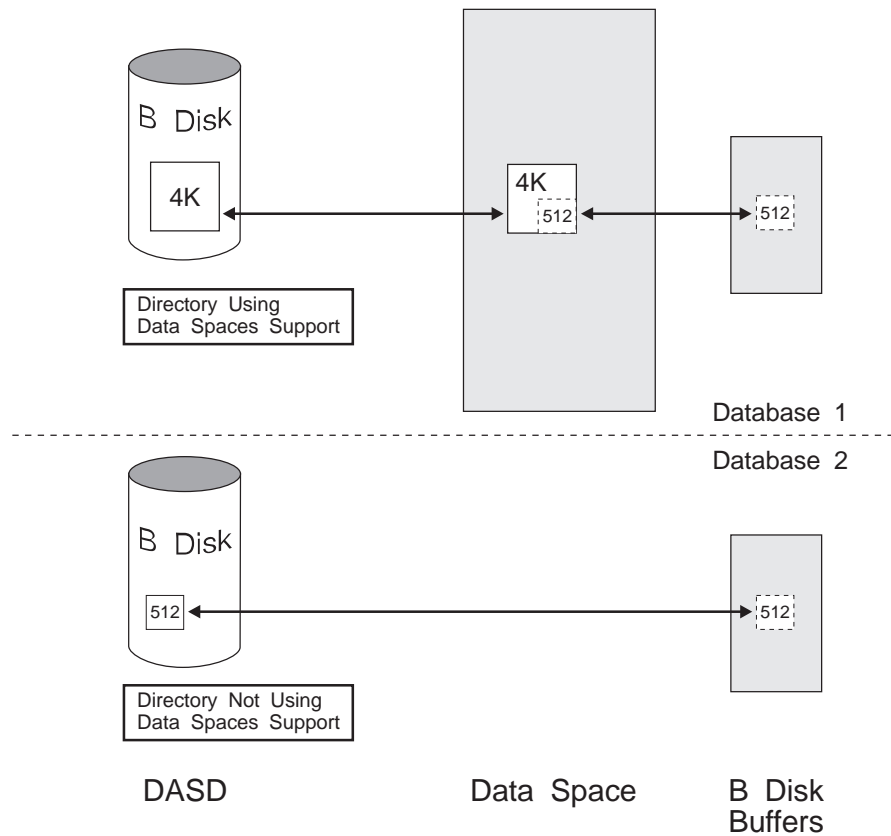 B Disk
4K
4K
512
512
Directory Using
Data Spaces Support
Database 1
Database 2
B Disk
512
512
Directory Not Using
Data Spaces Support
DASD
Data Space
B Disk
Buffers